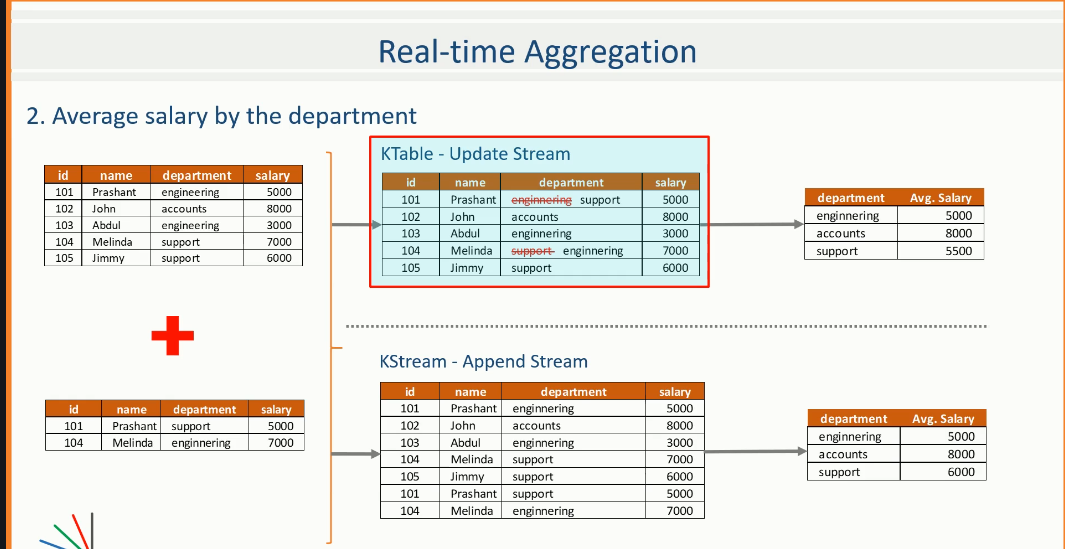 Real-time Aggregation
2. Average salary by the department
id name department salary
101 Prashant engineering 5000
102 John accounts 8000
103 Abdul engineering 3000
104 Melinda support 7000
105 Jimmy support 6000
id name department salary
101 Prashant support 5000
104 Melinda enginnering 7000
KTable - Update Stream
id name department salary
101 Prashant enginnering support 5000
102 John accounts 8000
103 Abdul enginnering 3000
104 Melinda support enginnering 7000
105 Jimmy support 6000
department Avg. Salary
enginnering 5000
accounts 8000
support 5500
KStream - Append Stream
id name department salary
101 Prashant enginnering 5000
102 John accounts 8000
103 Abdul enginnering 3000
104 Melinda support 7000
105 Jimmy support 6000
101 Prashant support 5000
104 Melinda enginnering 7000
department Avg. Salary
enginnering 5000
accounts 8000
support 6000